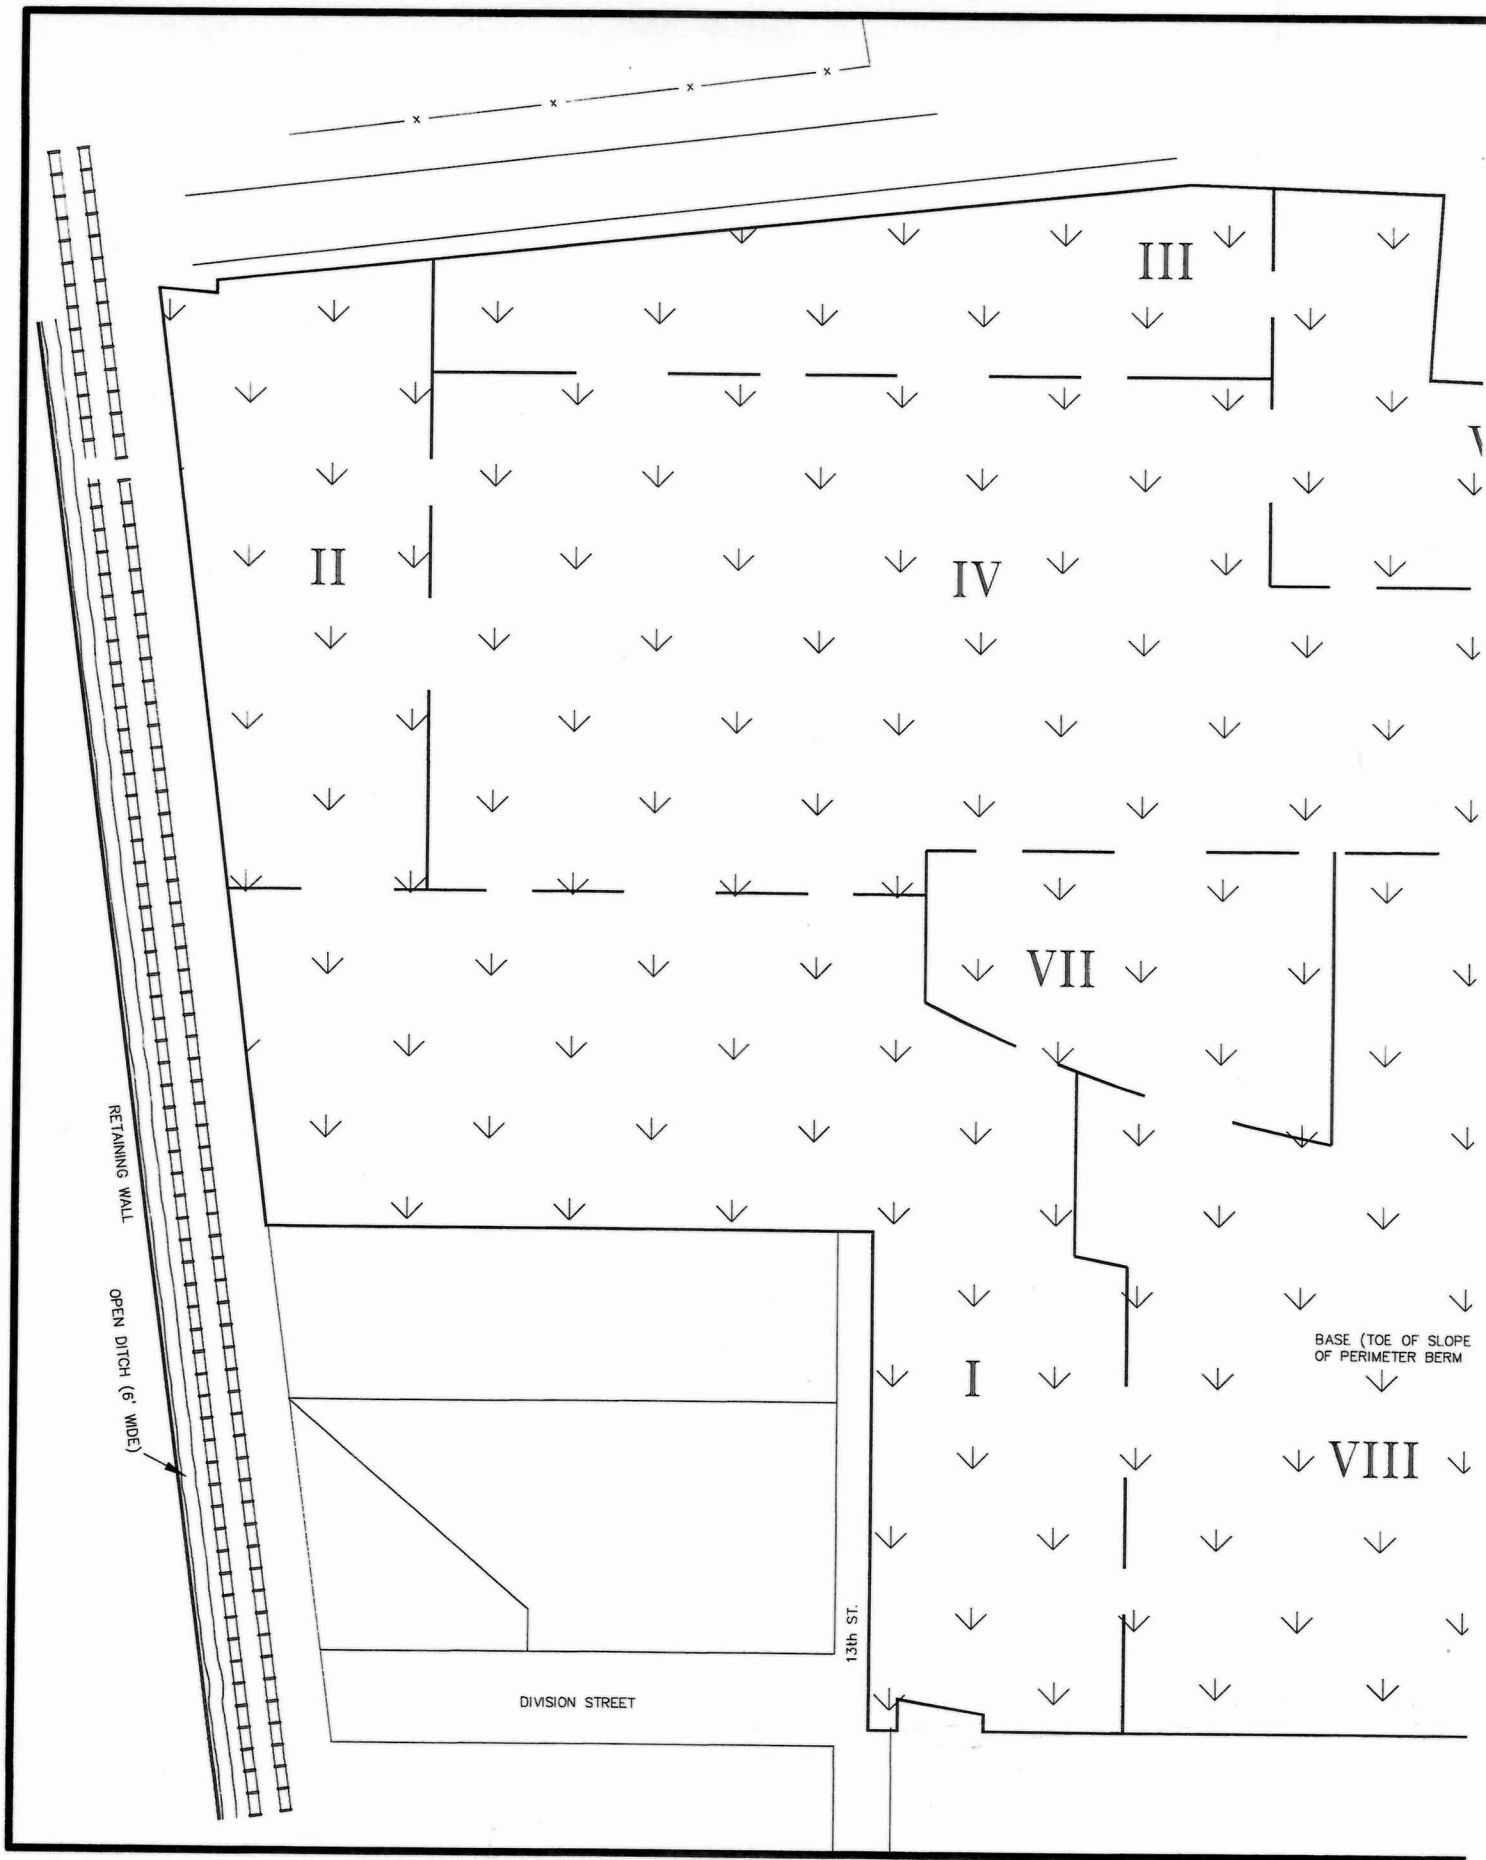 III
II
IV
VII
RETAINING WALL
OPEN DITCH (6' WIDE)
BASE (TOE OF SLOPE
OF PERIMETER BERM
I
VIII
13th ST.
DIVISION STREET